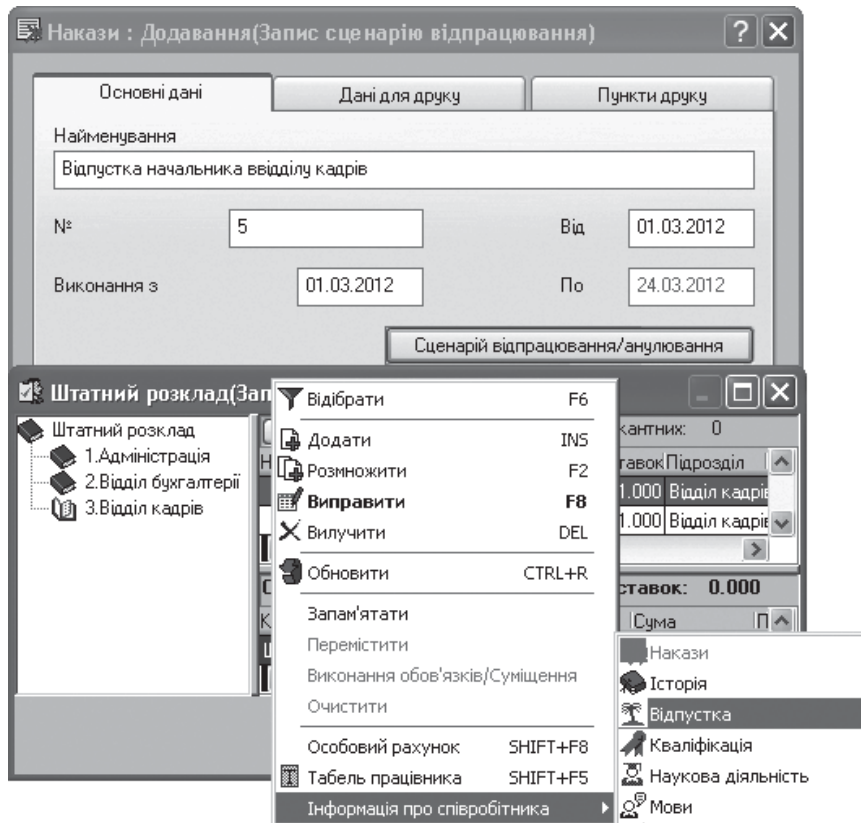 Накази : Додавання(Запис сценарію відпрацювання)
Основні дані Дані для друку Пункти друку
Найменування
Відпустка начальника ввідділу кадрів
№ 5 Від 01.03.2012
Виконання з 01.03.2012 По 24.03.2012
Сценарій відпрацювання/анулювання
Штатний розклад(Зап
Штатний розклад
1.Адміністрація
2.Відділ бухгалтерії
3.Відділ кадрів
Відібрати F6
Додати INS
Розмножити F2
Виправити F8
Вилучити DEL
Обновити CTRL+R
Запам'ятати
Перемістити
Виконання обов'язків/Суміщення
Очистити
Особовий рахунок SHIFT+F8
Табель працівника SHIFT+F5
Інформація про співробітника
кантних: 0
тавок Підрозділ
1.000 Відділ кадрів
1.000 Відділ кадрів
ставок: 0.000
Сума П
Накази
Історія
Відпустка
Кваліфікація
Наукова діяльність
Мови